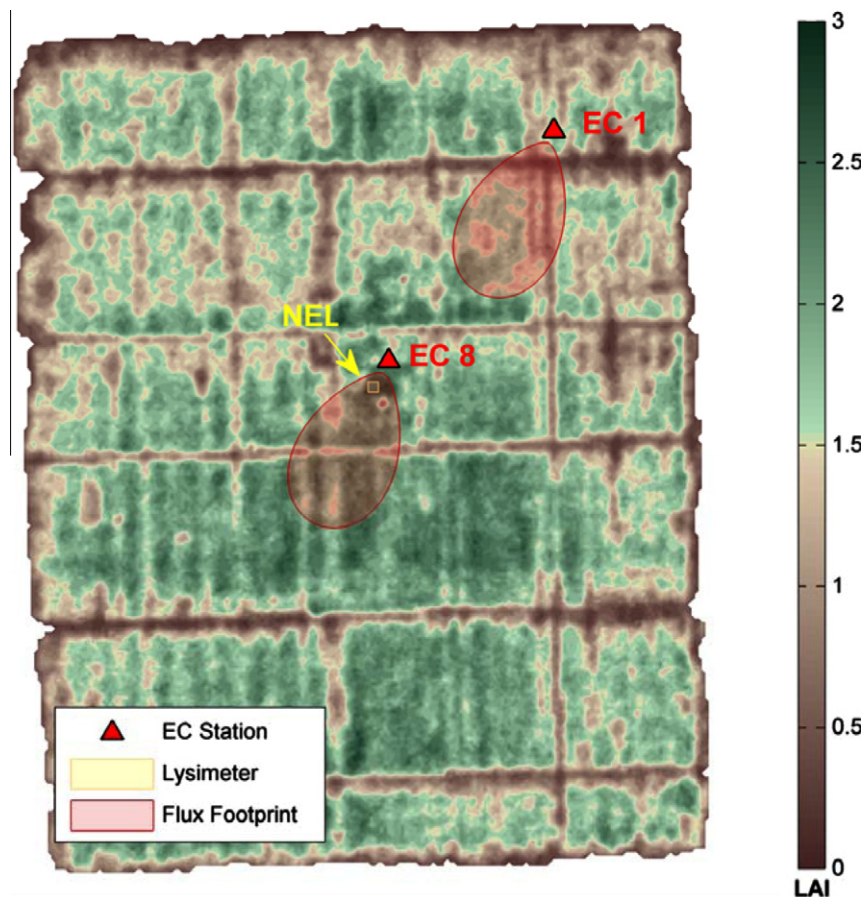 3
EC 1
2.5
2
NEL
EC 8
1.5
1
EC Station
0.5
Lysimeter
Flux Footprint
0
LAI